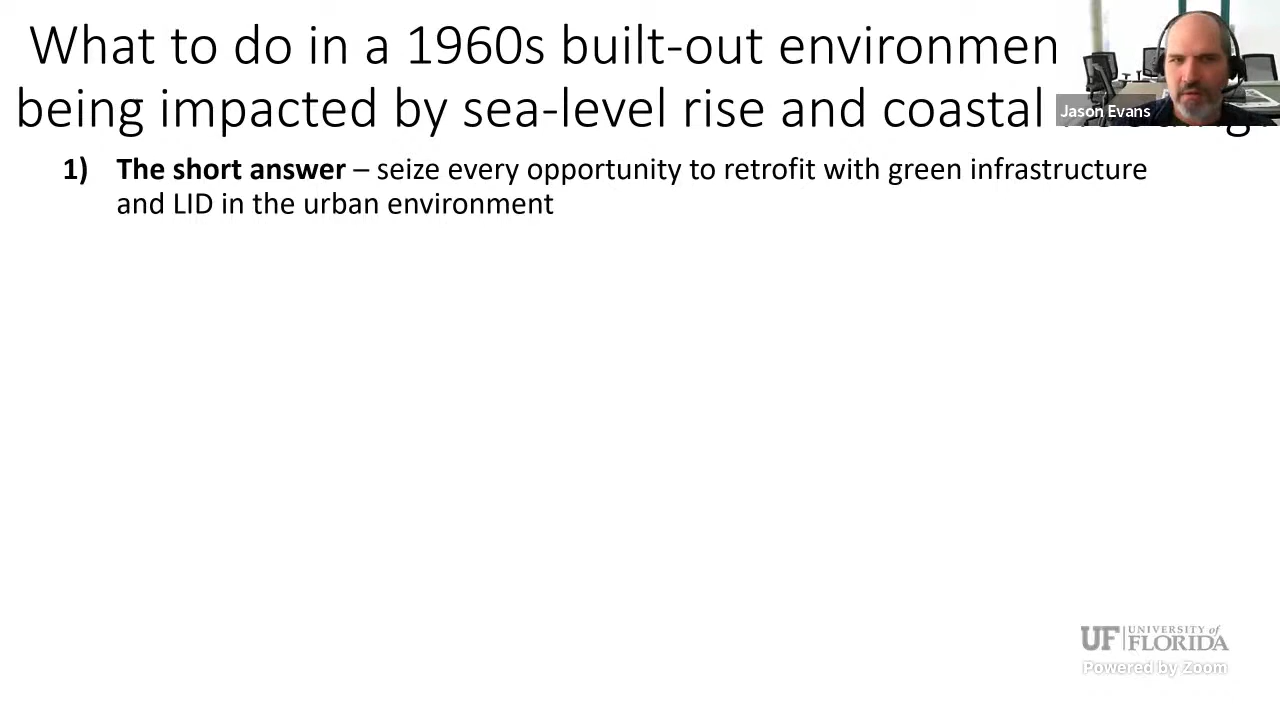 What to do in a 1960s built-out environmen
being impacted by sea-level rise and coastal
Jason Evans
1) The short answer – seize every opportunity to retrofit with green infrastructure
and LID in the urban environment
UF UNIVERSITY of
FLORIDA
Powered by Zoom